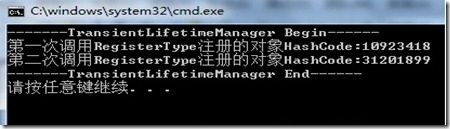 C:\windows\system32\cmd.exe
-------TransientLifetimeManager Begin------
第一次调用RegisterType注册的对象HashCode:10923418
第二次调用RegisterType注册的对象HashCode:31201899
-------TransientLifetimeManager End------
请按任意键继续. . .